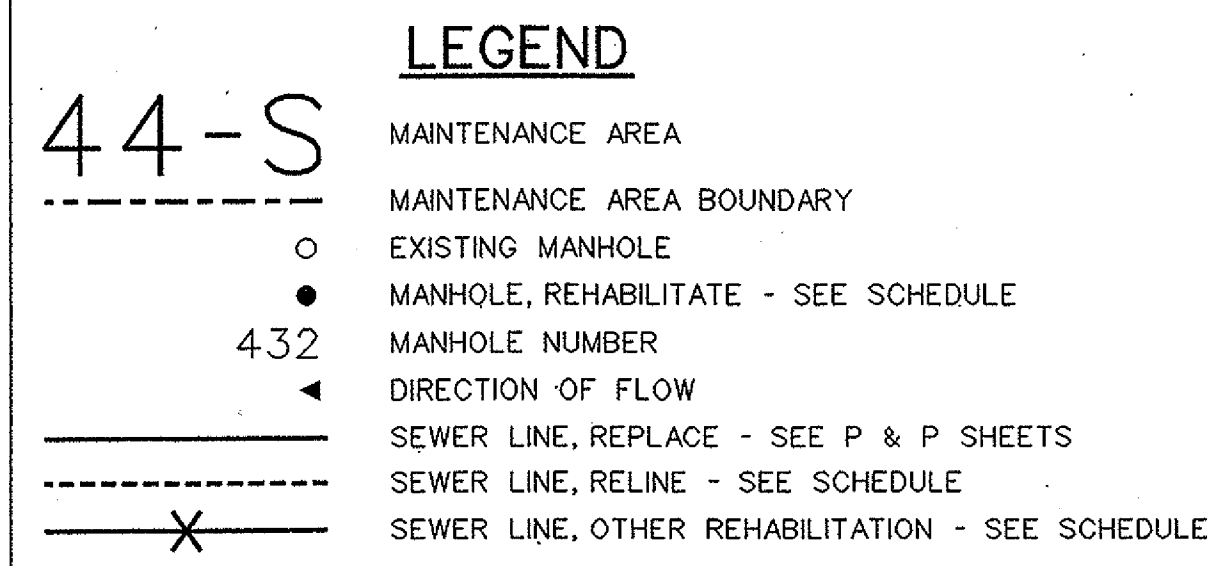 LEGEND
44-S MAINTENANCE AREA
MAINTENANCE AREA BOUNDARY
EXISTING MANHOLE
MANHOLE, REHABILITATE - SEE SCHEDULE
432 MANHOLE NUMBER
DIRECTION OF FLOW
SEWER LINE, REPLACE - SEE P & P SHEETS
SEWER LINE, RELINE - SEE SCHEDULE
SEWER LINE, OTHER REHABILITATION - SEE SCHEDULE